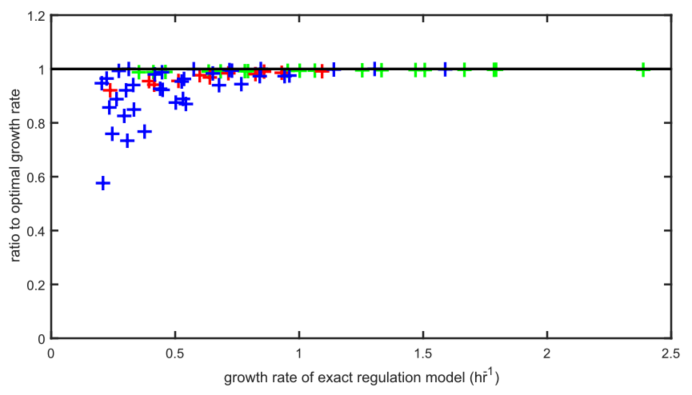 1.2
1
0.8
0.6
0.4
0.2
0
ratio to optimal growth rate
0 0.5 1 1.5 2 2.5
growth rate of exact regulation model (hr⁻¹)